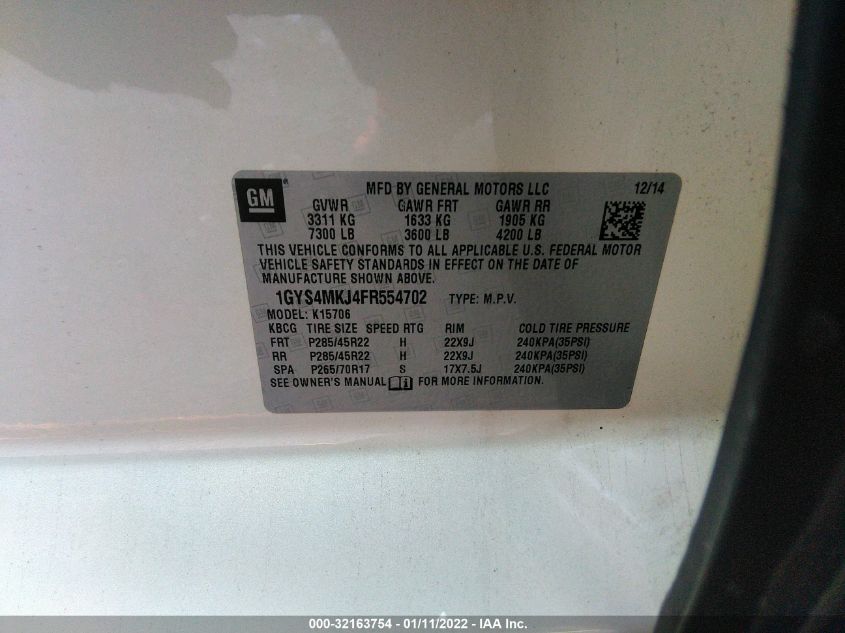 GM
MFD BY GENERAL MOTORS LLC 12/14
GVWR GAWR FRT GAWR RR
3311 KG 1633 KG 1905 KG
7300 LB 3600 LB 4200 LB
THIS VEHICLE CONFORMS TO ALL APPLICABLE U.S. FEDERAL MOTOR
VEHICLE SAFETY STANDARDS IN EFFECT ON THE DATE OF
MANUFACTURE SHOWN ABOVE.
1GYS4MKJ4FR554702 TYPE: M.P.V.
MODEL: K15706
KBCG TIRE SIZE SPEED RTG RIM COLD TIRE PRESSURE
FRT P285/45R22 H 22X9J 240KPA(35PSI)
RR P285/45R22 H 22X9J 240KPA(35PSI)
SPA P265/70R17 S 17X7.5J 240KPA(35PSI)
SEE OWNER'S MANUAL FOR MORE INFORMATION.
000-32163754 - 01/11/2022 - IAA Inc.